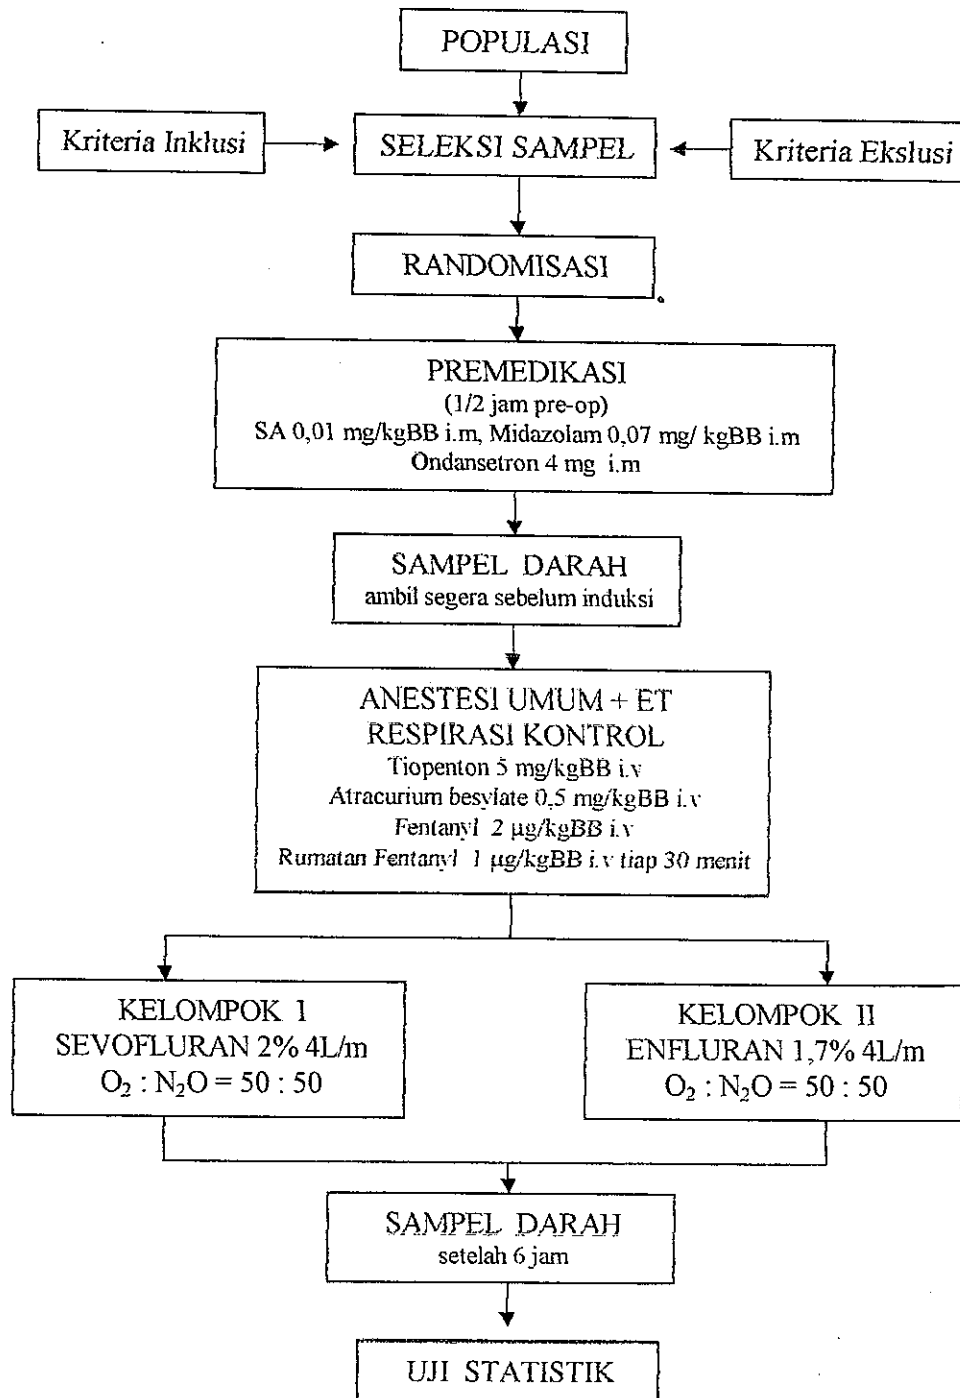 POPULASI
Kriteria Inklusi
SELEKSI SAMPEL
Kriteria Ekslusi
RANDOMISASI
PREMEDIKASI
(1/2 jam pre-op)
SA 0,01 mg/kgBB i.m, Midazolam 0,07 mg/ kgBB i.m
Ondansetron 4 mg i.m
SAMPEL DARAH
ambil segera sebelum induksi
ANESTESI UMUM + ET
RESPIRASI KONTROL
Tiopenton 5 mg/kgBB i.v
Atracurium besylate 0,5 mg/kgBB i.v
Fentanyl 2 µg/kgBB i.v
Rumatan Fentanyl 1 µg/kgBB i.v tiap 30 menit
KELOMPOK I
SEVOFLURAN 2% 4L/m
O₂ : N₂O = 50 : 50
KELOMPOK II
ENFLURAN 1,7% 4L/m
O₂ : N₂O = 50 : 50
SAMPEL DARAH
setelah 6 jam
UJI STATISTIK